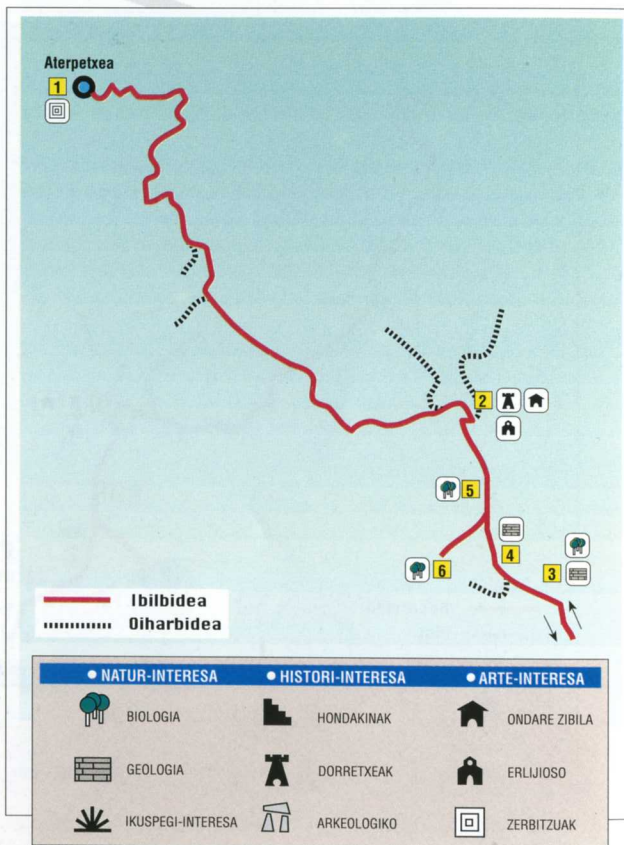 Aterpetxea
1
2
5
4
3
6
Ibilbidea
Oiharbidea
NATUR-INTERESA
HISTORI-INTERESA
ARTE-INTERESA
BIOLOGIA
HONDAKINAK
ONDARE ZIBILA
GEOLOGIA
DORRETXEAK
ERLIJIOSO
IKUSPEGI-INTERESA
ARKEOLOGIKO
ZERBITZUAK